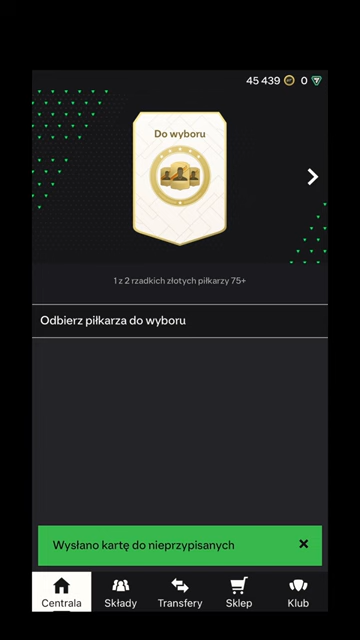 45 439 0
Do wyboru
1 z 2 rzadkich złotych piłkarzy 75+
Odbierz piłkarza do wyboru
Wysłano kartę do nieprzypisanych
Centrala Składy Transfery Sklep Klub